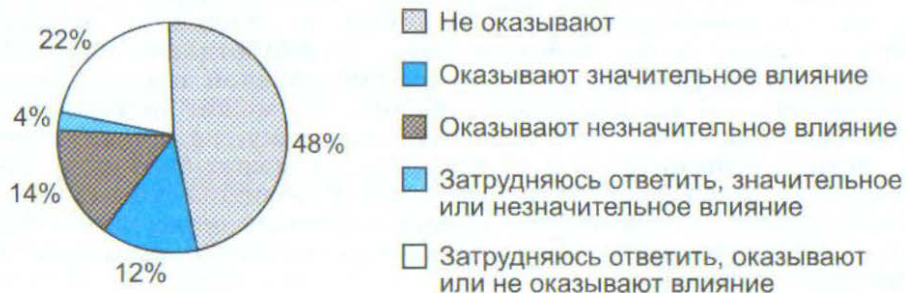 22%
4%
14%
12%
48%
Не оказывают
Оказывают значительное влияние
Оказывают незначительное влияние
Затрудняюсь ответить, значительное
или незначительное влияние
Затрудняюсь ответить, оказывают
или не оказывают влияние